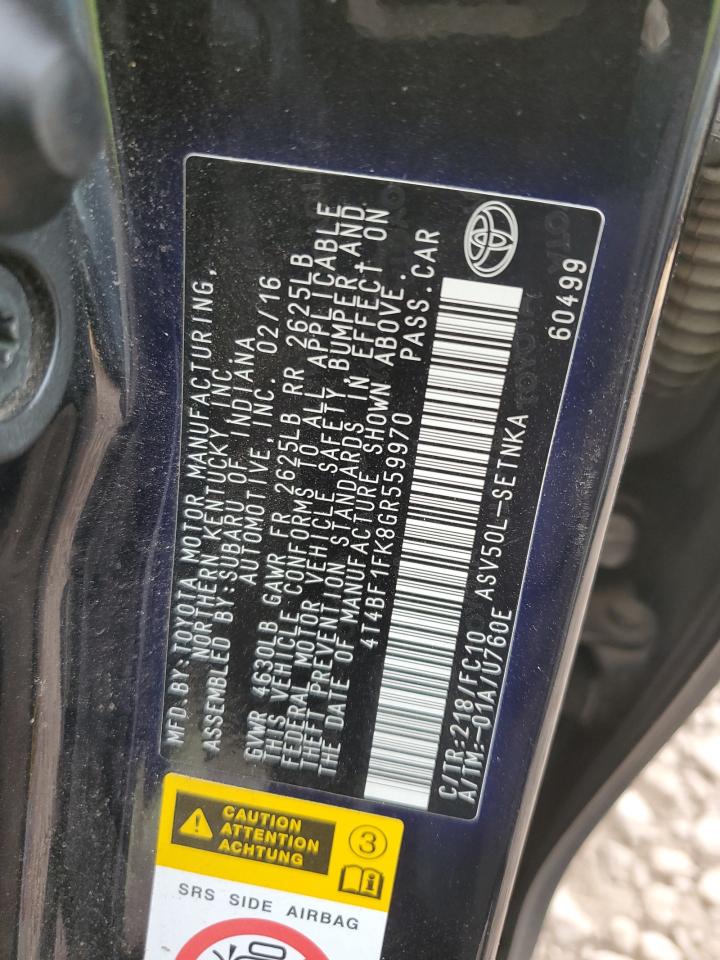 MFD.BY:TOYOTA MOTOR MANUFACTURING,
NORTHERN KENTUCKY, INC.
ASSEMBLED BY:SUBARU OF INDIANA
AUTOMOTIVE,INC. 02/16
GVWR 4630LB GAWR FR 2625LB RR 2625LB
THIS VEHICLE CONFORMS TO ALL APPLICABLE
FEDERAL MOTOR VEHICLE SAFETY,BUMPER,AND
THEFT PREVENTION STANDARDS IN EFFECT ON
THE DATE OF MANUFACTURE SHOWN ABOVE.
4T4BF1FK8GR559970 PASS.CAR
C/TR:218/FC10 ASV50L-SETNKA
A/TM:-01A/U760E
60499
CAUTION
ATTENTION
ACHTUNG
3
SRS SIDE AIRBAG